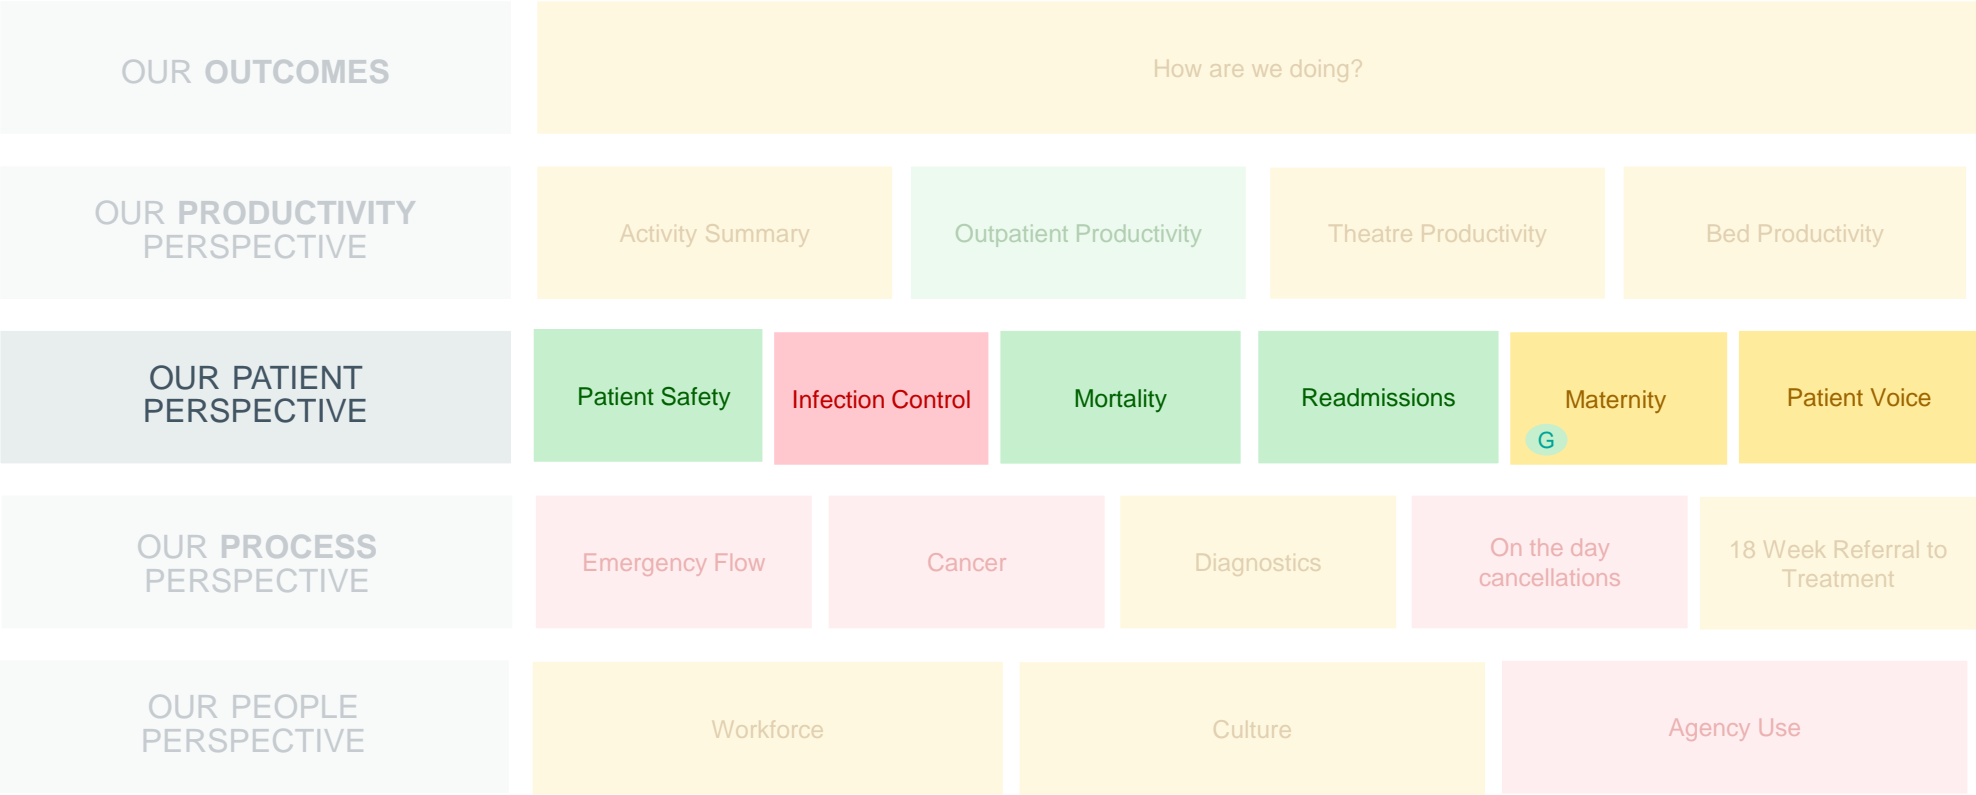 OUR OUTCOMES
How are we doing?
OUR PRODUCTIVITY
PERSPECTIVE
Activity Summary
Outpatient Productivity
Theatre Productivity
Bed Productivity
OUR PATIENT
PERSPECTIVE
Patient Safety
Infection Control
Mortality
Readmissions
Maternity
G
Patient Voice
OUR PROCESS
PERSPECTIVE
Emergency Flow
Cancer
Diagnostics
On the day
cancellations
18 Week Referral to
Treatment
OUR PEOPLE
PERSPECTIVE
Workforce
Culture
Agency Use